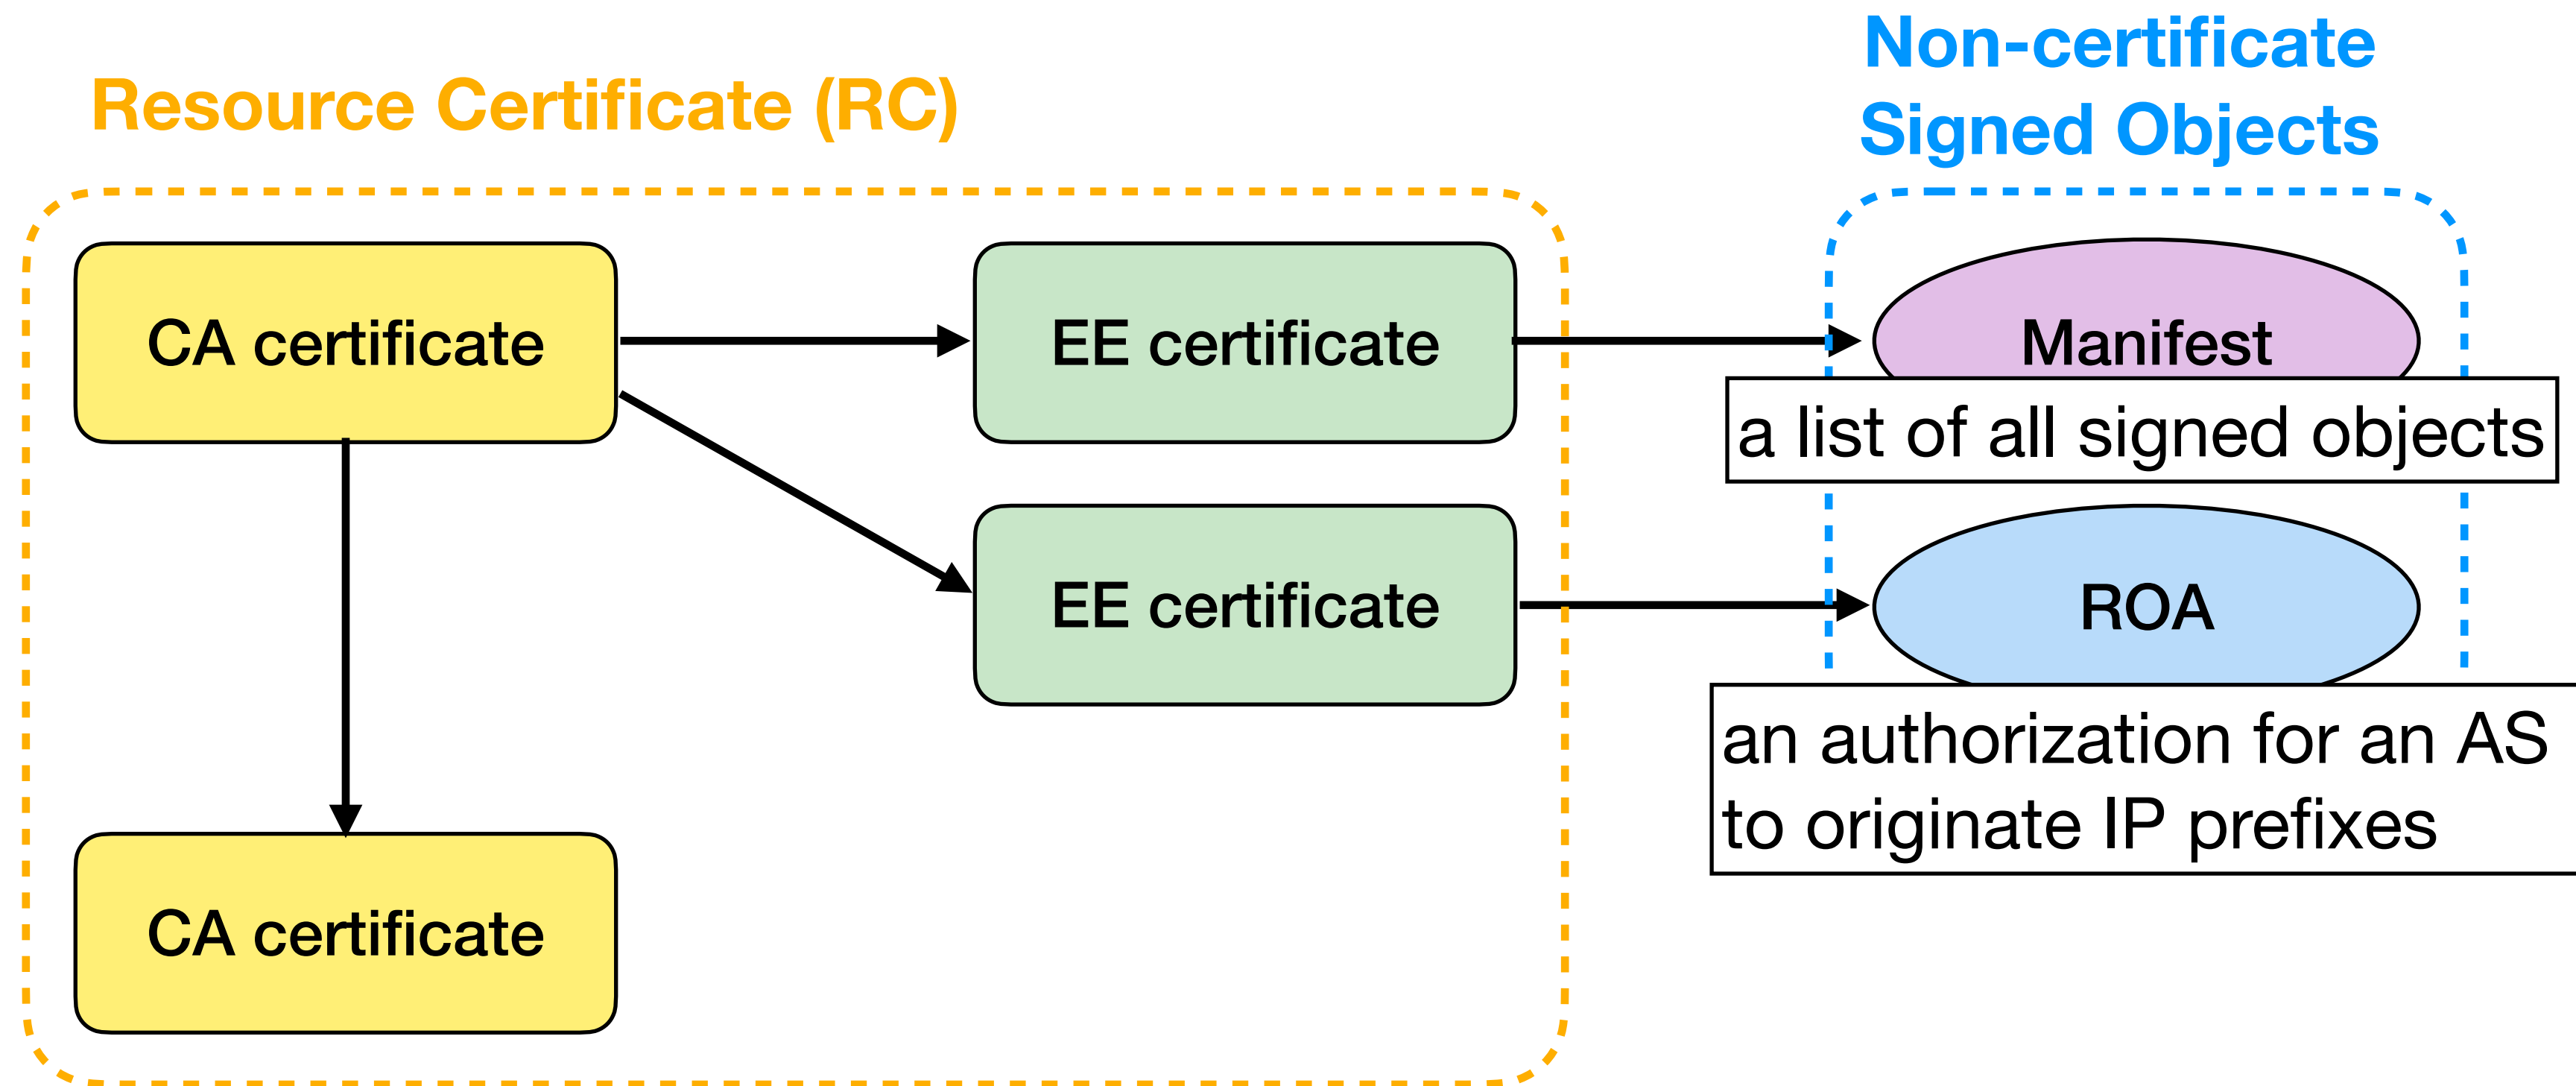 Resource Certificate (RC)
Non-certificate
Signed Objects
CA certificate
EE certificate
Manifest
a list of all signed objects
EE certificate
ROA
an authorization for an AS
to originate IP prefixes
CA certificate